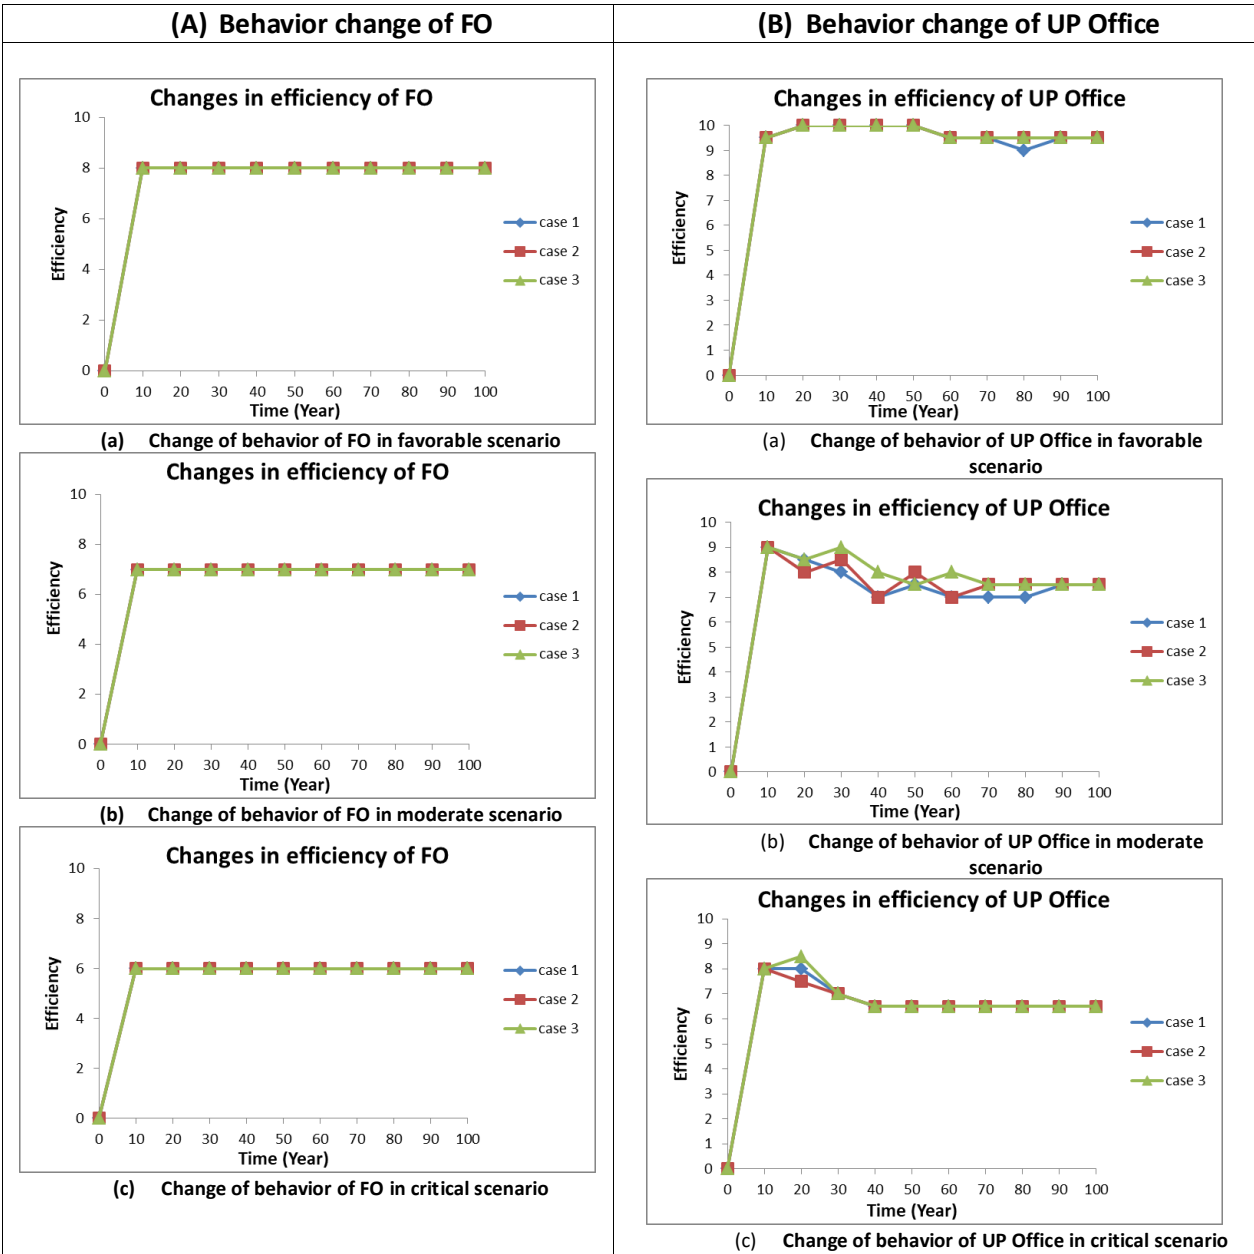 (A) Behavior change of FO
(B) Behavior change of UP Office
Changes in efficiency of FO
10
8
6
4
2
0
Efficiency
0 10 20 30 40 50 60 70 80 90 100
Time (Year)
case 1
case 2
case 3
(a) Change of behavior of FO in favorable scenario
Changes in efficiency of FO
10
8
6
4
2
0
Efficiency
0 10 20 30 40 50 60 70 80 90 100
Time (Year)
case 1
case 2
case 3
(b) Change of behavior of FO in moderate scenario
Changes in efficiency of FO
10
8
6
4
2
0
Efficiency
0 10 20 30 40 50 60 70 80 90 100
Time (Year)
case 1
case 2
case 3
(c) Change of behavior of FO in critical scenario
Changes in efficiency of UP Office
10
9
8
7
6
5
4
3
2
1
0
Efficiency
0 10 20 30 40 50 60 70 80 90 100
Time (Year)
case 1
case 2
case 3
(a) Change of behavior of UP Office in favorable
scenario
Changes in efficiency of UP Office
10
9
8
7
6
5
4
3
2
1
0
Efficiency
0 10 20 30 40 50 60 70 80 90 100
Time (Year)
case 1
case 2
case 3
(b) Change of behavior of UP Office in moderate
scenario
Changes in efficiency of UP Office
10
9
8
7
6
5
4
3
2
1
0
Efficiency
0 10 20 30 40 50 60 70 80 90 100
Time (Year)
case 1
case 2
case 3
(c) Change of behavior of UP Office in critical scenario